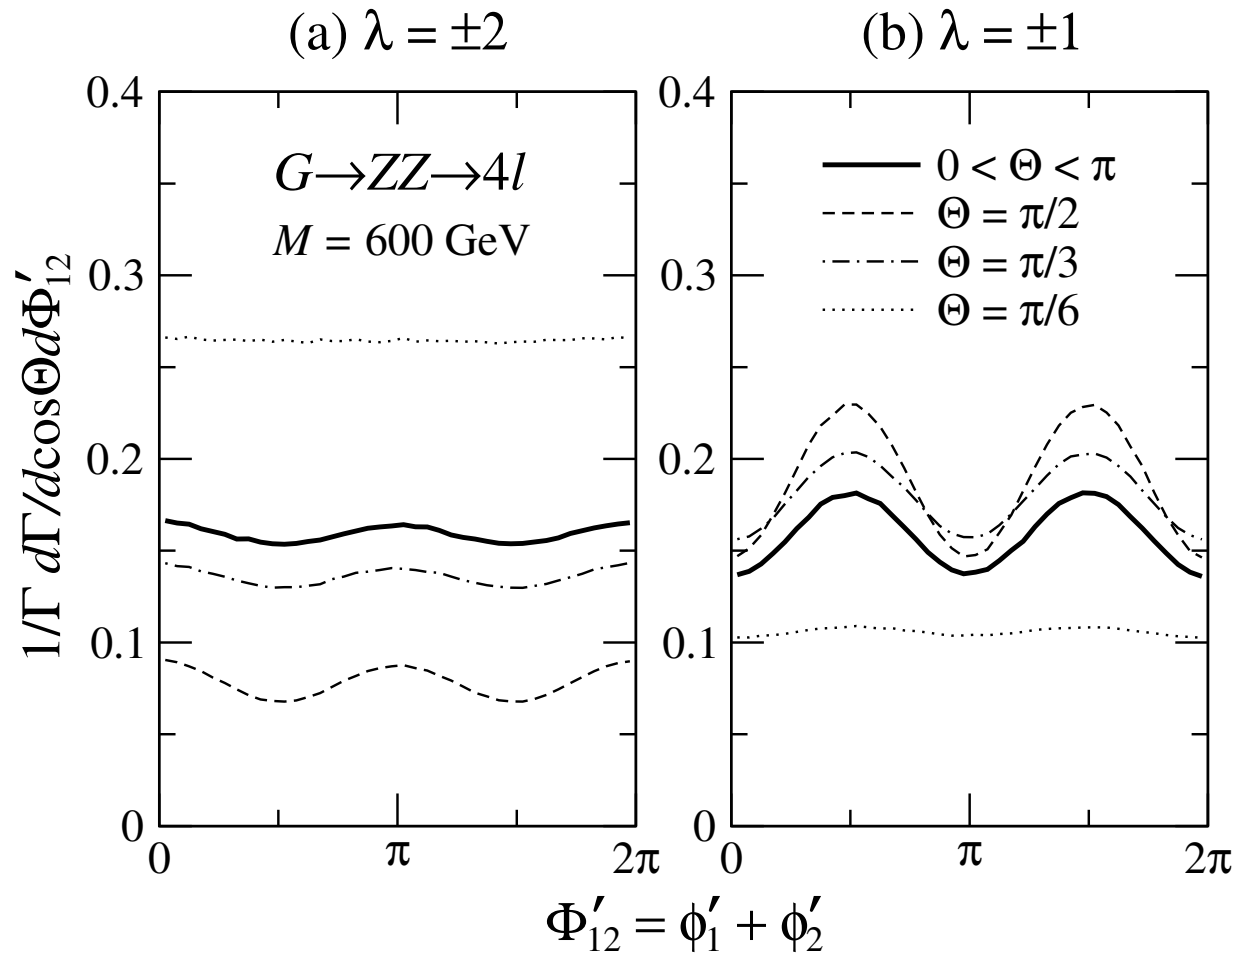 (a) λ = ±2
(b) λ = ±1
1/Γ dΓ/dcosΘdΦ′12
0.4
0.3
0.2
0.1
0
G→ZZ→4l
M = 600 GeV
0 π 2π
0.4
0.3
0.2
0.1
0
0 < Θ < π
Θ = π/2
Θ = π/3
Θ = π/6
0 π 2π
Φ′12 = ϕ′1 + ϕ′2